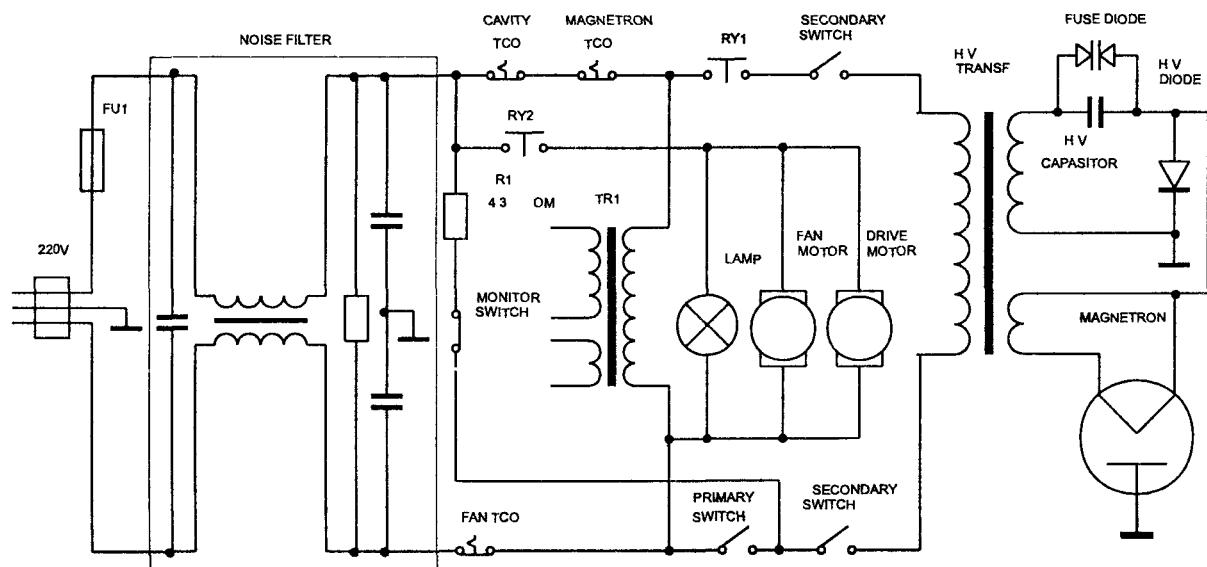 NOISE FILTER
CAVITY
TCO
MAGNETRON
TCO
RY1
SECONDARY
SWITCH
H V
TRANSF
FUSE DIODE
H V
DIODE
FU1
RY2
H V
CAPASITOR
R1
4 3 OM
TR1
220V
MONITOR
SWITCH
LAMP
FAN
MOTOR
DRIVE
MOTOR
MAGNETRON
FAN TCO
PRIMARY
SWITCH
SECONDARY
SWITCH